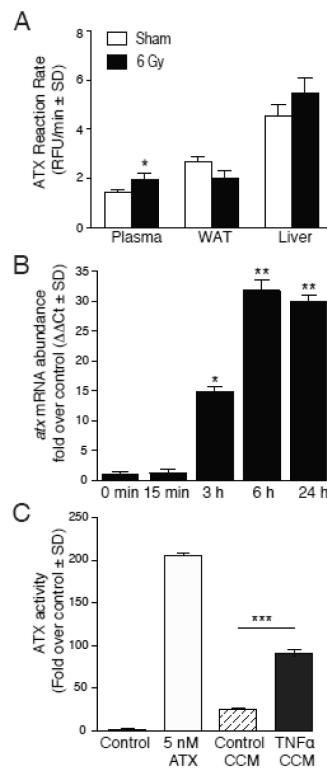 A
Sham
6 Gy
ATX Reaction Rate
(RFU/min ± SD)
8
6
4
2
0
*
Plasma
WAT
Liver
B
atx mRNA abundance
fold over control (ΔΔCt ± SD)
35
30
25
20
15
10
5
0
*
**
**
0 min
15 min
3 h
6 h
24 h
C
ATX activity
(Fold over control ± SD)
250
200
150
100
50
0
***
Control
5 nM
ATX
Control
CCM
TNFα
CCM